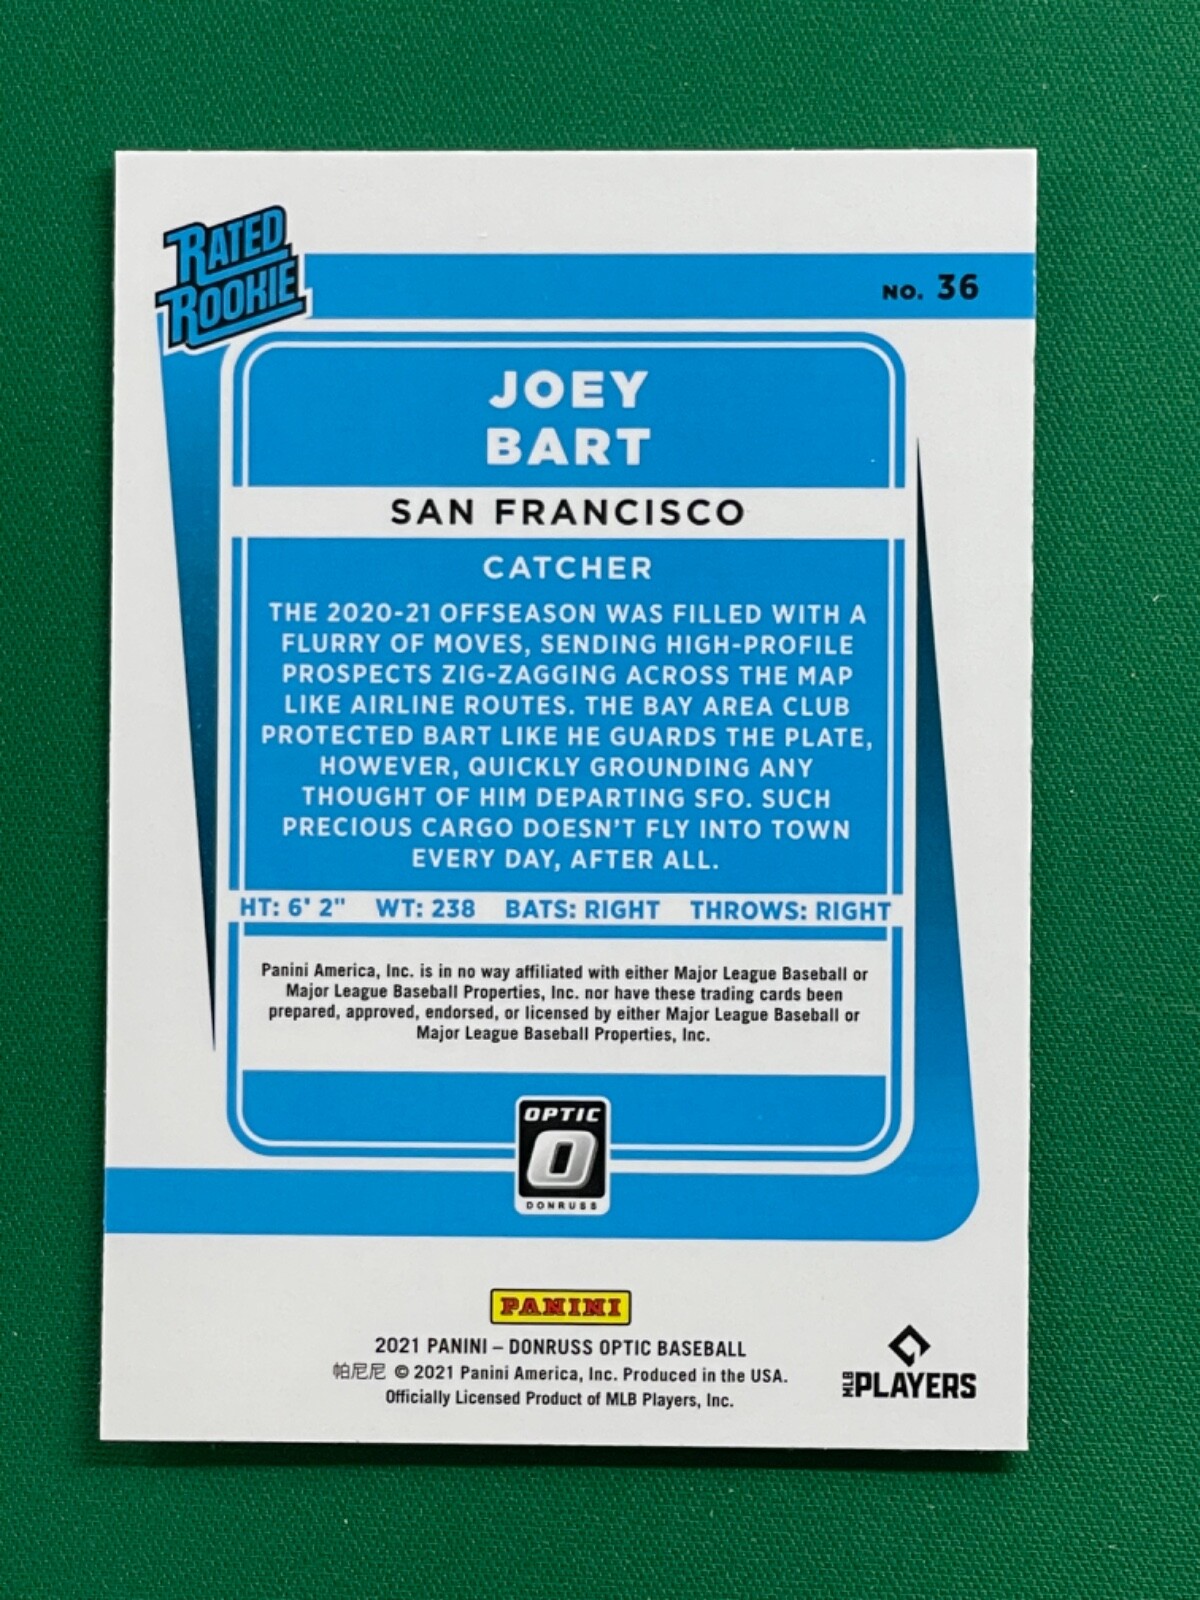 RATED
ROOKIE
NO. 36
JOEY
BART
SAN FRANCISCO
CATCHER
THE 2020-21 OFFSEASON WAS FILLED WITH A
FLURRY OF MOVES, SENDING HIGH-PROFILE
PROSPECTS ZIG-ZAGGING ACROSS THE MAP
LIKE AIRLINE ROUTES. THE BAY AREA CLUB
PROTECTED BART LIKE HE GUARDS THE PLATE,
HOWEVER, QUICKLY GROUNDING ANY
THOUGHT OF HIM DEPARTING SFO. SUCH
PRECIOUS CARGO DOESN'T FLY INTO TOWN
EVERY DAY, AFTER ALL.
HT: 6' 2" WT: 238 BATS: RIGHT THROWS: RIGHT
Panini America, Inc. is in no way affiliated with either Major League Baseball or
Major League Baseball Properties, Inc. nor have these trading cards been
prepared, approved, endorsed, or licensed by either Major League Baseball or
Major League Baseball Properties, Inc.
OPTIC
O
DONRUSS
PANINI
2021 PANINI – DONRUSS OPTIC BASEBALL
帕尼尼 © 2021 Panini America, Inc. Produced in the USA.
Officially Licensed Product of MLB Players, Inc.
MLB PLAYERS